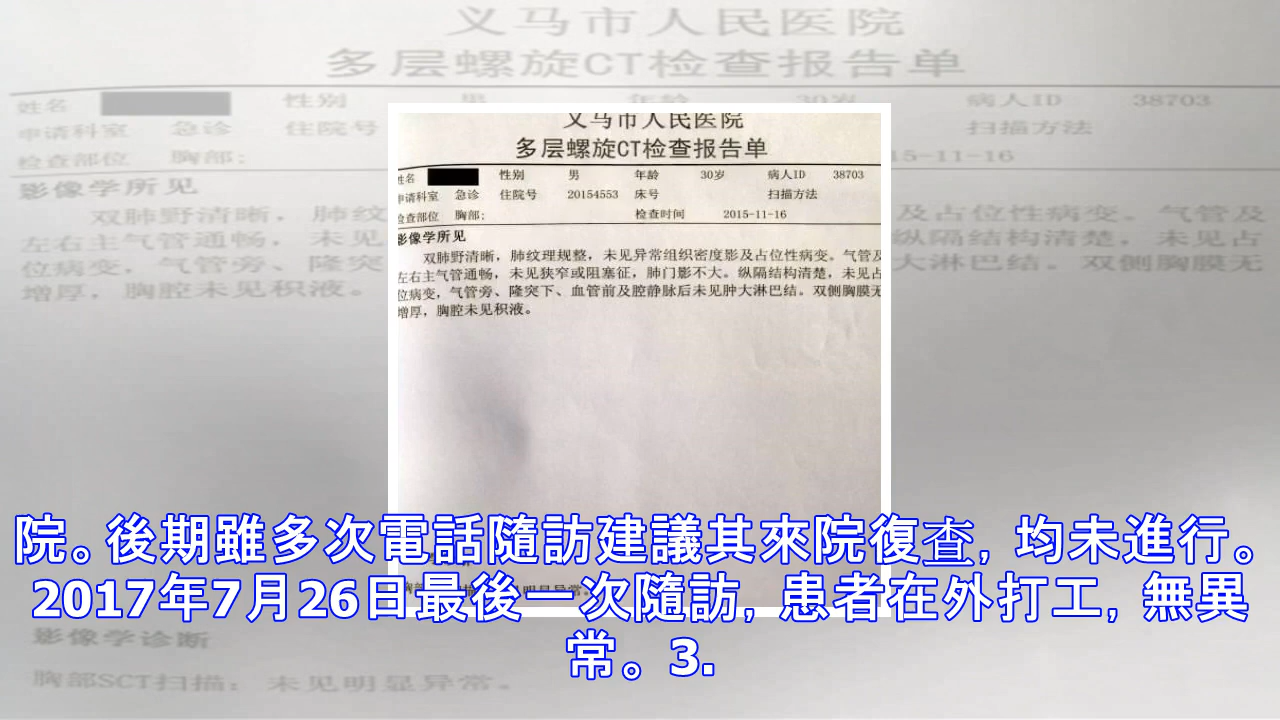 义马市人民医院
多层螺旋CT检查报告单
姓名 性别 男 年龄 30岁 病人ID 38703
申请科室 急诊 住院号 20154553 床号 扫描方法
检查部位 胸部: 检查时间 2015-11-16
影像学所见
双肺野清晰，肺纹理规整，未见异常组织密度影及占位性病变。气管及
左右主气管通畅，未见狭窄或阻塞征，肺门影不大。纵隔结构清楚，未见占
位病变，气管旁、隆突下、血管前及腔静脉后未见肿大淋巴结。双侧胸膜无
增厚，胸腔未见积液。
院。後期雖多次電話隨訪建議其來院復查，均未進行。
2017年7月26日最後一次隨訪，患者在外打工，無異
常。3.
影像学诊断
胸部SCT扫描：未见明显异常。